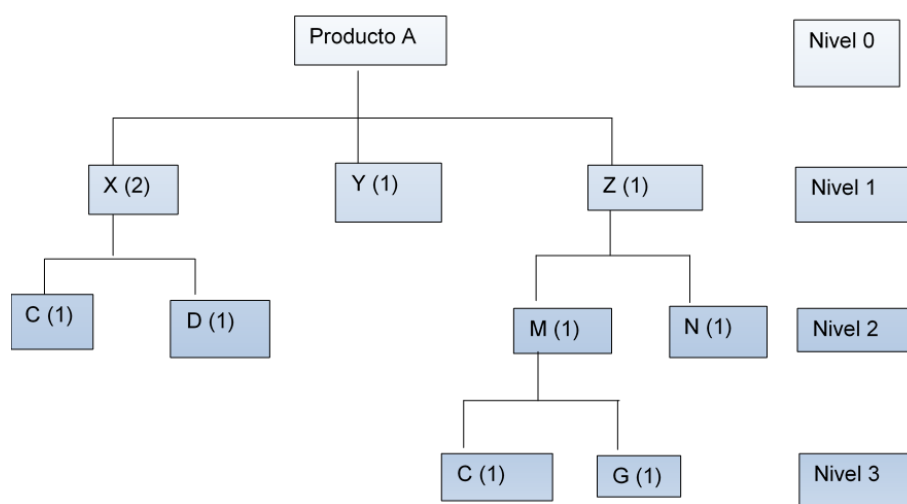 Producto A
Nivel 0
X (2)
Y (1)
Z (1)
Nivel 1
C (1)
D (1)
M (1)
N (1)
Nivel 2
C (1)
G (1)
Nivel 3